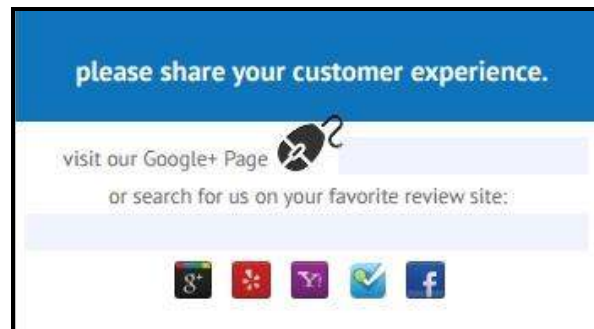 please share your customer experience.
visit our Google+ Page
or search for us on your favorite review site:
g+ Y! f